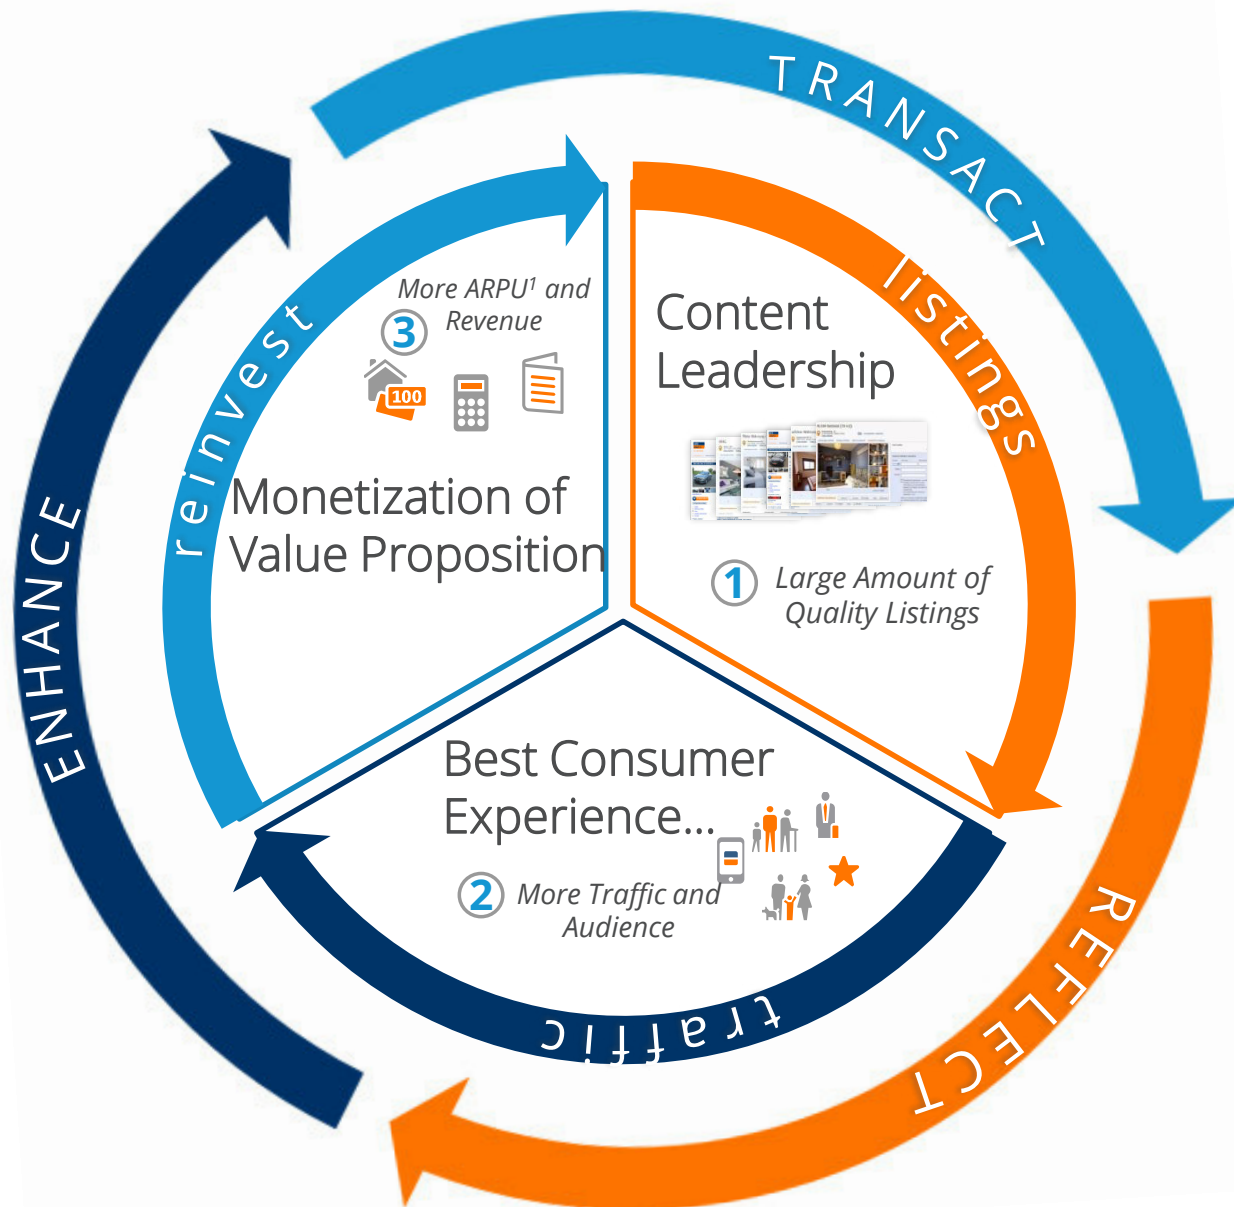 TRANSACT
listings
Content
Leadership
1
Large Amount of
Quality Listings
REFLECT
Best Consumer
Experience...
2
More Traffic and
Audience
traffic
ENHANCE
reinvest
More ARPU¹ and
Revenue
3
100
Monetization of
Value Proposition